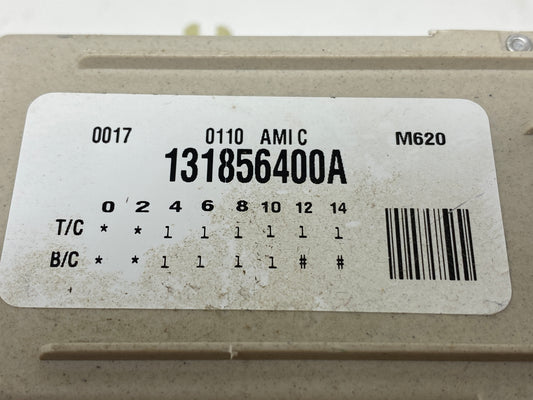 0017 0110 AMI C M620
131856400A
0 2 4 6 8 10 12 14
T/C * * 1 1 1 1 1 1
B/C * * 1 1 1 1 # #